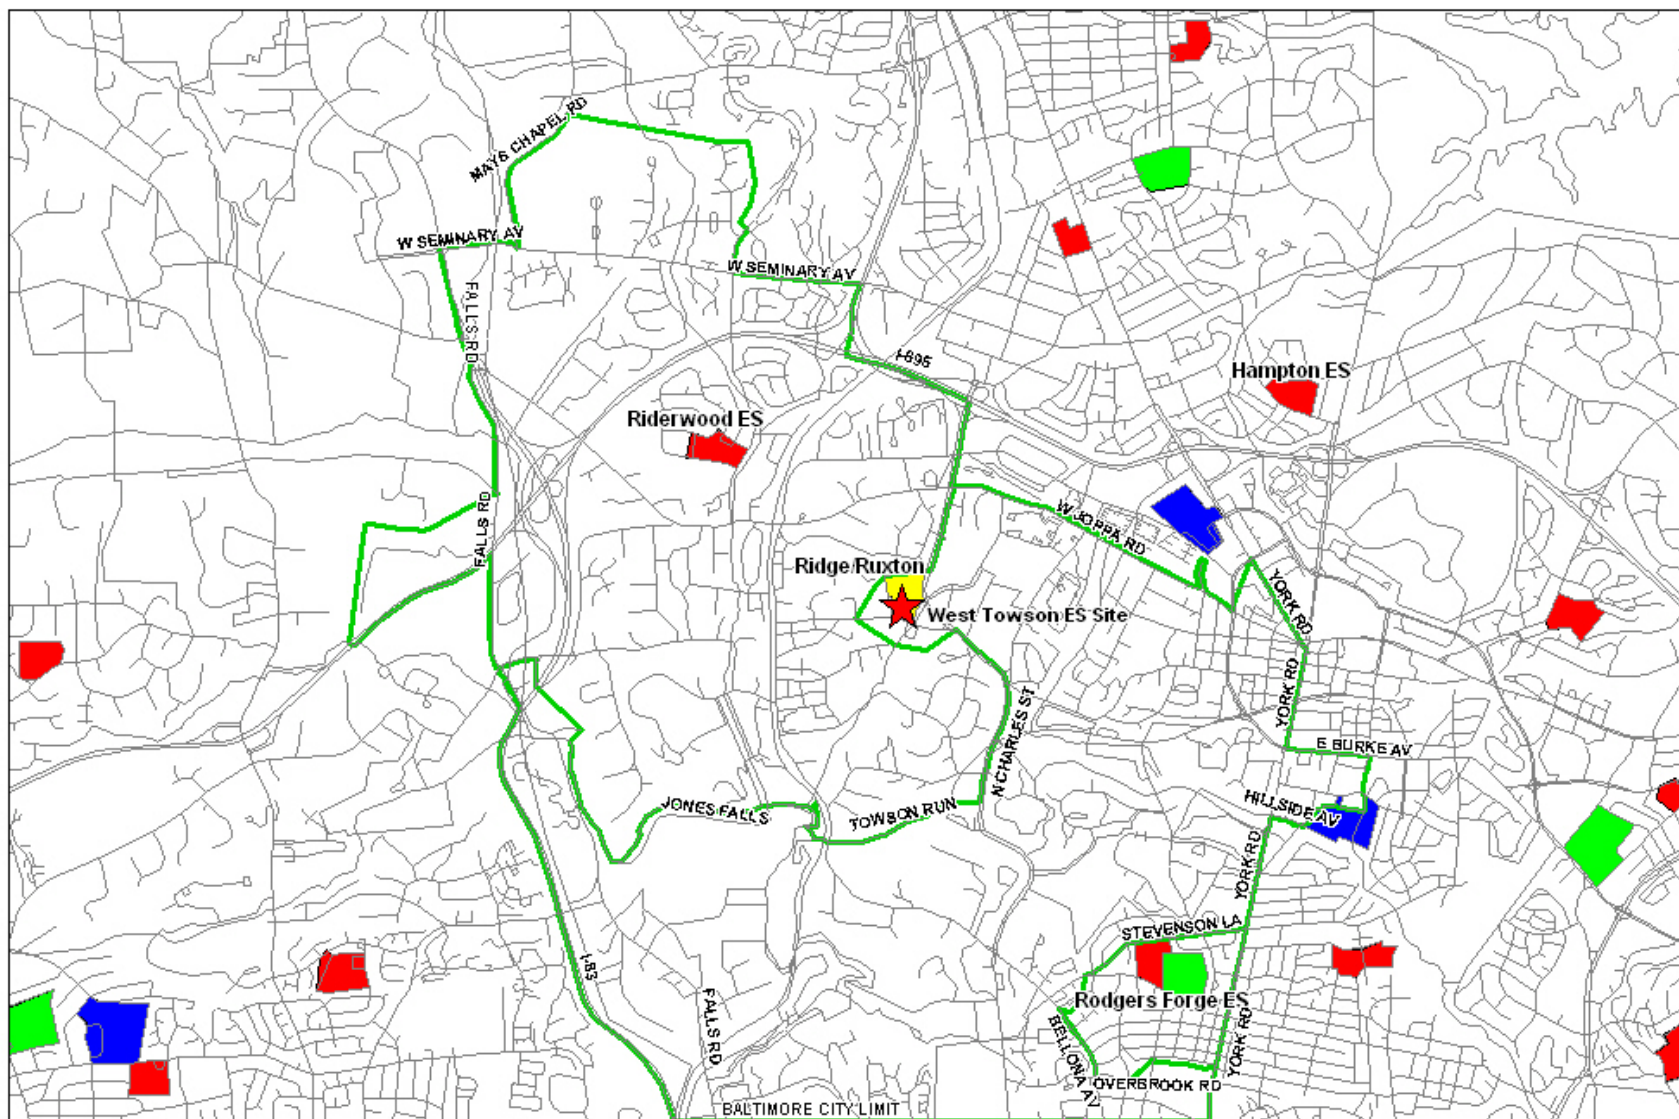 MAYS CHAPEL RD
W SEMINARY AV
W SEMINARY AV
FALLS RD
I-695
Hampton ES
Riderwood ES
FALLS RD
W JOPPA RD
Ridge/Ruxton
West Towson ES Site
YORK RD
YORK RD
N CHARLES ST
E BURKE AV
JONES FALLS
TOWSON RUN
HILLSIDE AV
YORK RD
STEVENSON LA
I-83
Rodgers Forge ES
FALLS RD
BELLONA AV
YORK RD
OVERBROOK RD
BALTIMORE CITY LIMIT